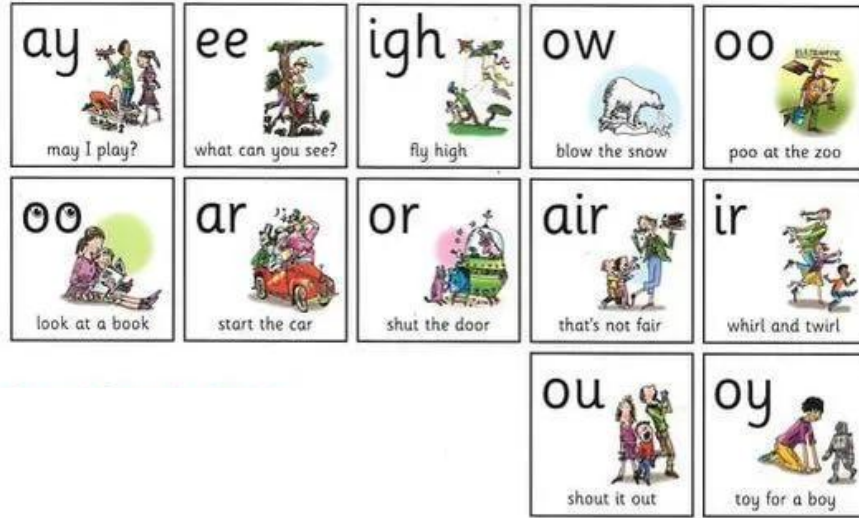 ay
may I play?
ee
what can you see?
igh
fly high
ow
blow the snow
oo
poo at the zoo
oo
look at a book
ar
start the car
or
shut the door
air
that's not fair
ir
whirl and twirl
ou
shout it out
oy
toy for a boy